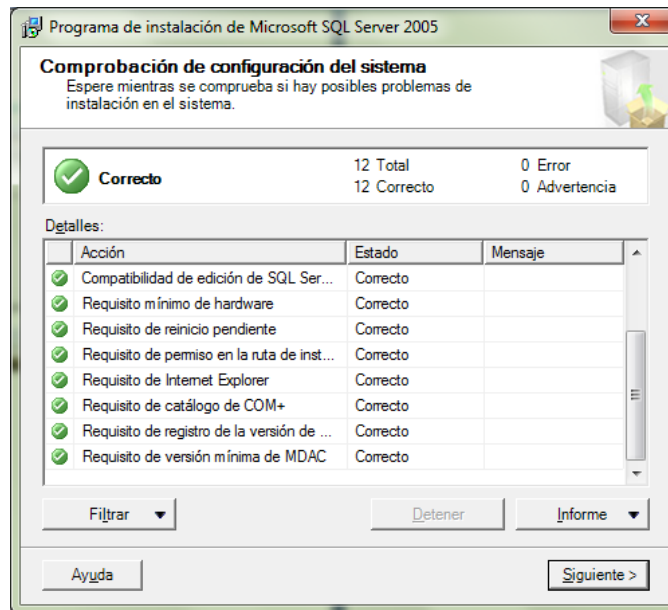 Programa de instalación de Microsoft SQL Server 2005
Comprobación de configuración del sistema
Espere mientras se comprueba si hay posibles problemas de
instalación en el sistema.
Correcto
12 Total
0 Error
12 Correcto
0 Advertencia
Detalles:
Acción Estado Mensaje
Compatibilidad de edición de SQL Ser... Correcto
Requisito mínimo de hardware Correcto
Requisito de reinicio pendiente Correcto
Requisito de permiso en la ruta de inst... Correcto
Requisito de Internet Explorer Correcto
Requisito de catálogo de COM+ Correcto
Requisito de registro de la versión de ... Correcto
Requisito de versión mínima de MDAC Correcto
Filtrar
Detener
Informe
Ayuda
Siguiente >